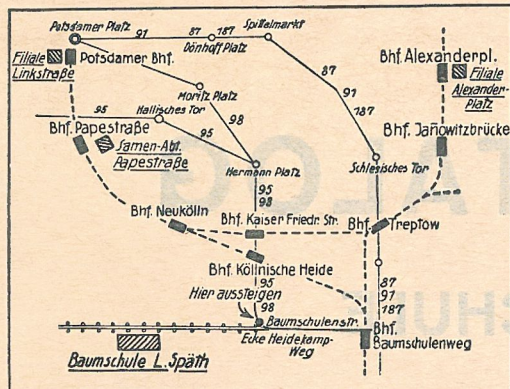 Potsdamer Platz
91
87
187
Spittelmarkt
Dönhoff Platz
Filiale
Linkstraße
Potsdamer Bhf.
Bhf. Alexanderpl.
Filiale
Alexander-
Platz
87
91
187
Moritz Platz
95
Hallisches Tor
98
95
Bhf. Papestraße
Samen-Abt.
Papestraße
Bhf. Janowitzbrücke
Schlesisches Tor
Hermann Platz
95
98
Bhf. Neukölln
Bhf. Kaiser Friedr. Str.
Bhf. Treptow
Bhf. Köllnische Heide
Hier aussteigen
95
98
87
91
187
Baumschulenstr.
Ecke Heidekamp-
Weg
Bhf.
Baumschulenweg
Baumschule L. Späth